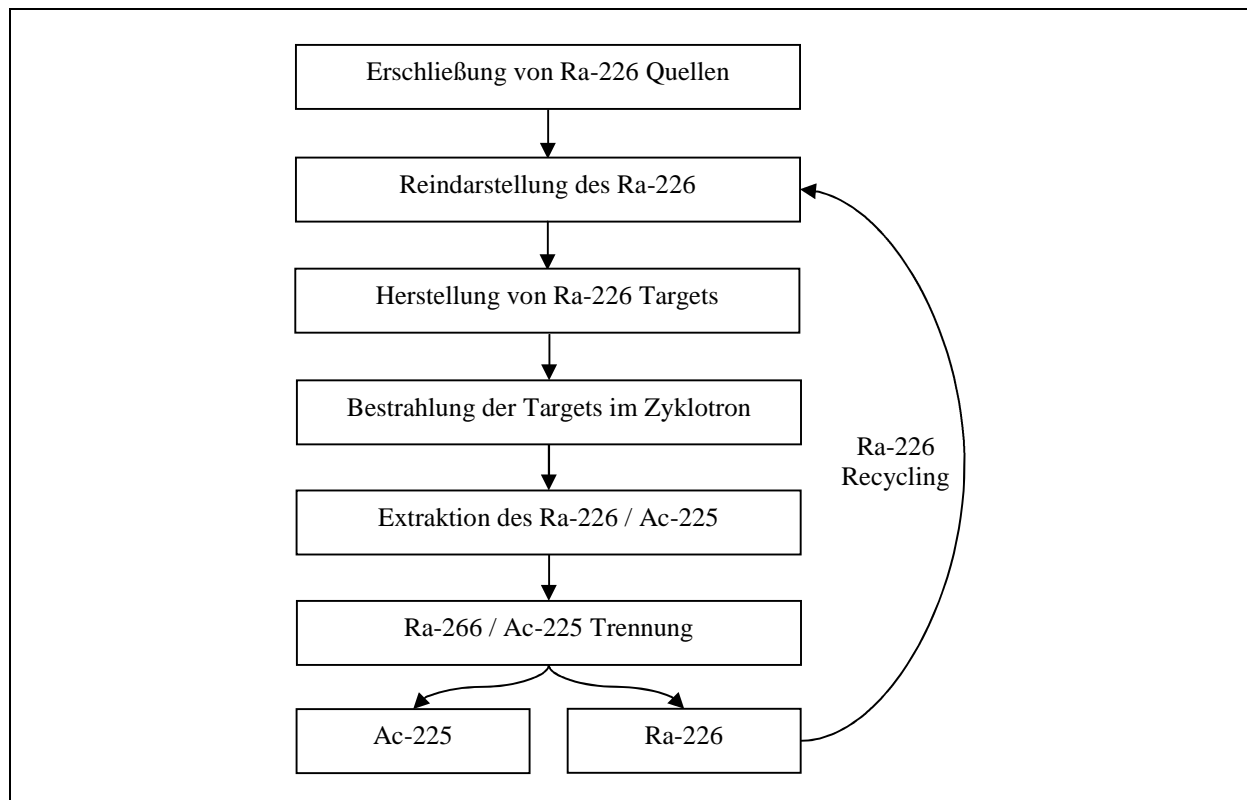 Erschließung von Ra-226 Quellen
Reindarstellung des Ra-226
Herstellung von Ra-226 Targets
Bestrahlung der Targets im Zyklotron
Ra-226
Recycling
Extraktion des Ra-226 / Ac-225
Ra-266 / Ac-225 Trennung
Ac-225
Ra-226